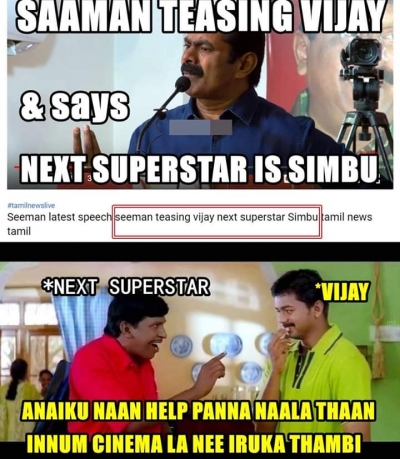 SAAMAN TEASING VIJAY
& says
NEXT SUPERSTAR IS SIMBU
#tamilnewslive
Seeman latest speech seeman teasing vijay next superstar Simbu tamil news
tamil
*NEXT SUPERSTAR
*VIJAY
ANAIKU NAAN HELP PANNA NAALA THAAN
INNUM CINEMA LA NEE IRUKA THAMBI